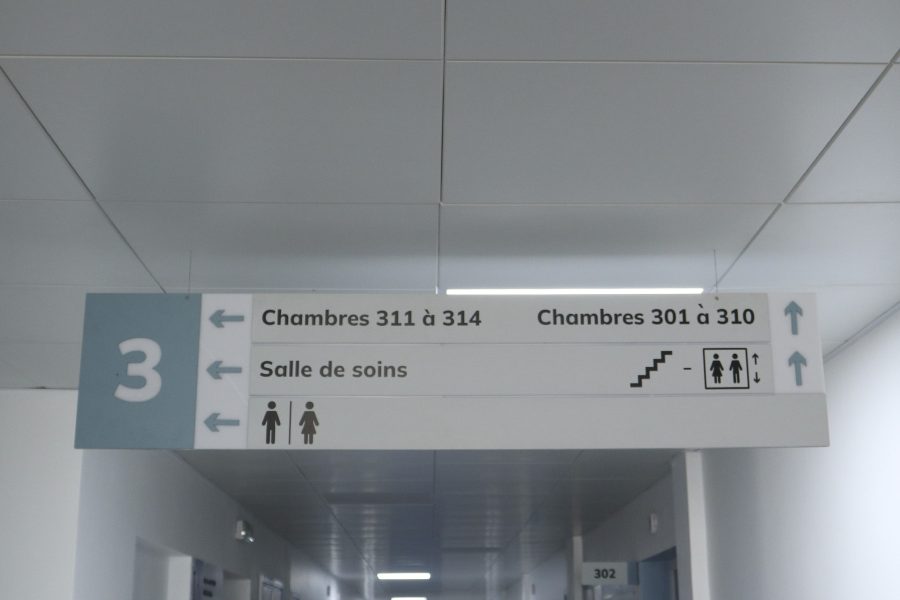 3
Chambres 311 à 314
Chambres 301 à 310
Salle de soins
-
302